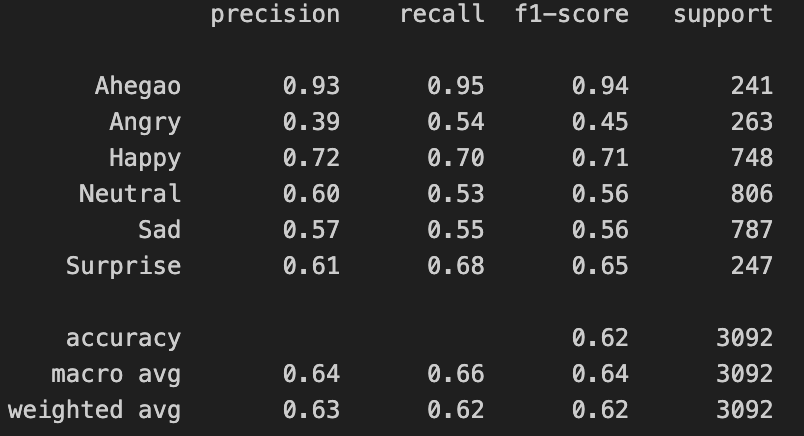 precision recall f1-score support
Ahegao 0.93 0.95 0.94 241
Angry 0.39 0.54 0.45 263
Happy 0.72 0.70 0.71 748
Neutral 0.60 0.53 0.56 806
Sad 0.57 0.55 0.56 787
Surprise 0.61 0.68 0.65 247
accuracy 0.62 3092
macro avg 0.64 0.66 0.64 3092
weighted avg 0.63 0.62 0.62 3092